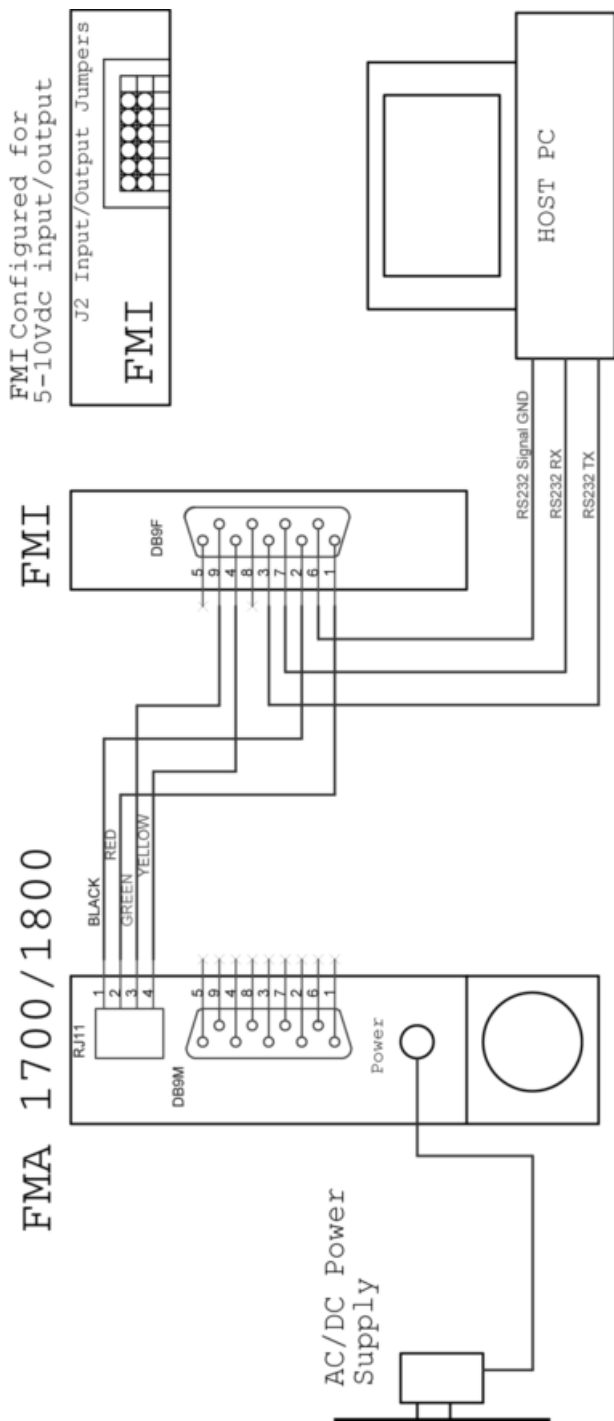 FMA 1700/1800
FMI
FMI Configured for
5-10Vdc input/output
J2 Input/Output Jumpers
FMI
RJ11
1
2
3
4
BLACK
RED
GREEN
YELLOW
DB9M
5
9
4
8
3
7
2
6
1
Power
DB9F
5
9
4
8
3
7
2
6
1
AC/DC Power
Supply
RS232 Signal GND
RS232 RX
RS232 TX
HOST PC